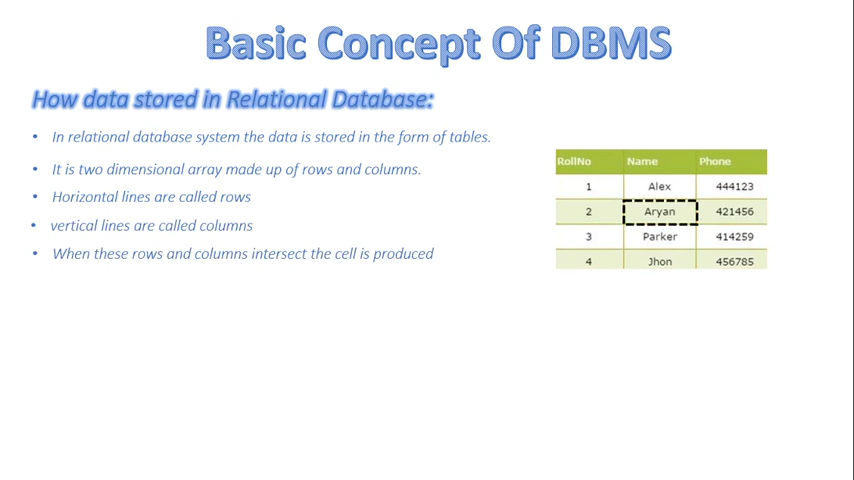 Basic Concept Of DBMS
How data stored in Relational Database:
• In relational database system the data is stored in the form of tables.
• It is two dimensional array made up of rows and columns.
• Horizontal lines are called rows
• vertical lines are called columns
• When these rows and columns intersect the cell is produced
RollNo Name Phone
1 Alex 444123
2 Aryan 421456
3 Parker 414259
4 Jhon 456785